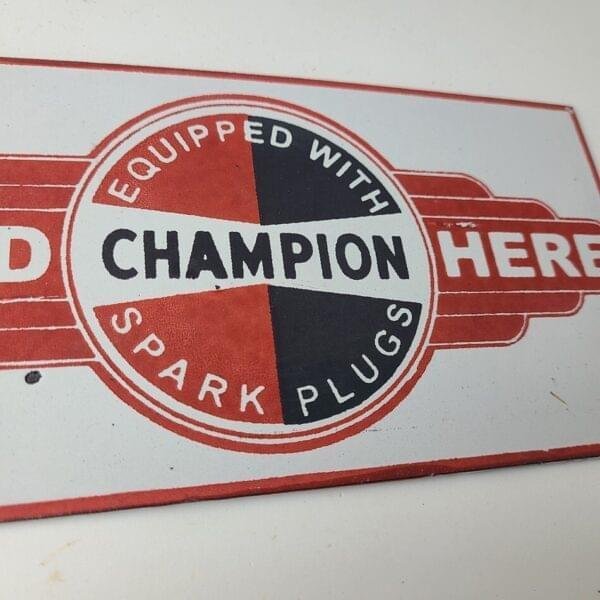 EQUIPPED WITH
D CHAMPION HERE
SPARK PLUGS